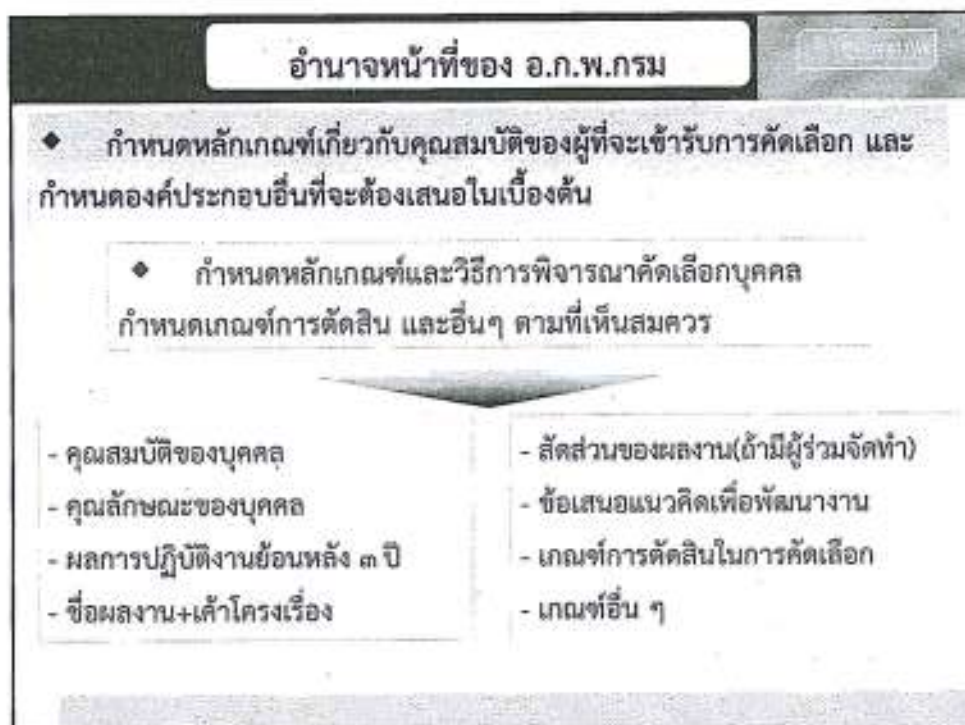 อำนาจหน้าที่ของ อ.ก.พ.กรม
◆ กำหนดหลักเกณฑ์เกี่ยวกับคุณสมบัติของผู้ที่จะเข้ารับการคัดเลือก และ
กำหนดองค์ประกอบอื่นที่จะต้องเสนอในเบื้องต้น
◆ กำหนดหลักเกณฑ์และวิธีการพิจารณาคัดเลือกบุคคล
กำหนดเกณฑ์การตัดสิน และอื่นๆ ตามที่เห็นสมควร
- คุณสมบัติของบุคคล
- คุณลักษณะของบุคคล
- ผลการปฏิบัติงานย้อนหลัง ๓ ปี
- ชื่อผลงาน+เค้าโครงเรื่อง
- สัดส่วนของผลงาน(ถ้ามีผู้ร่วมจัดทำ)
- ข้อเสนอแนวคิดเพื่อพัฒนางาน
- เกณฑ์การตัดสินในการคัดเลือก
- เกณฑ์อื่น ๆ